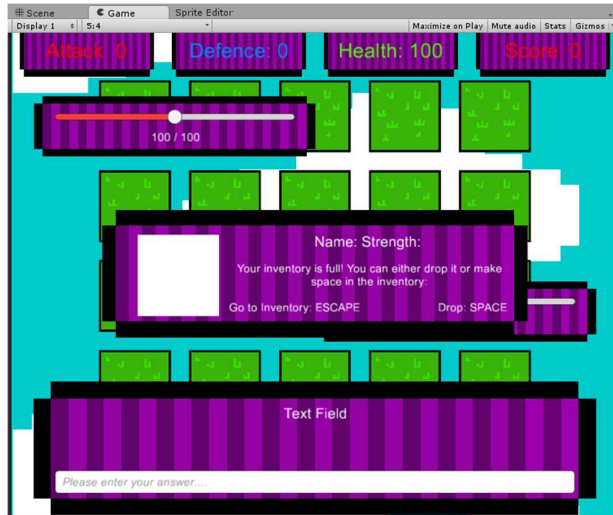 Scene
Game
Sprite Editor
Display 1
5:4
Maximize on Play
Mute audio
Stats
Gizmos
Attack: 0
Defence: 0
Health: 100
Score: 0
100 / 100
Name: Strength:
Your inventory is full! You can either drop it or make
space in the inventory:
Go to Inventory: ESCAPE
Drop: SPACE
Text Field
Please enter your answer....